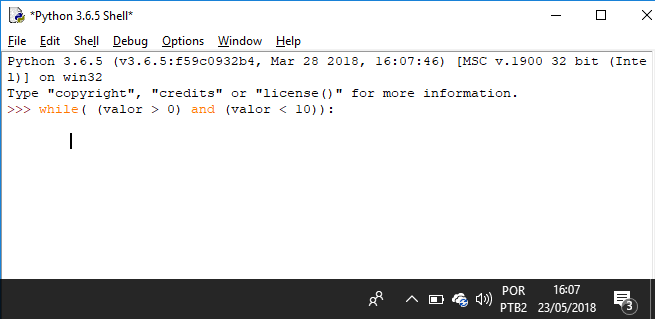 *Python 3.6.5 Shell*
File Edit Shell Debug Options Window Help
Python 3.6.5 (v3.6.5:f59c0932b4, Mar 28 2018, 16:07:46) [MSC v.1900 32 bit (Inte
l)] on win32
Type "copyright", "credits" or "license()" for more information.
>>> while( (valor > 0) and (valor < 10)):
POR 16:07
PTB2 23/05/2018 3